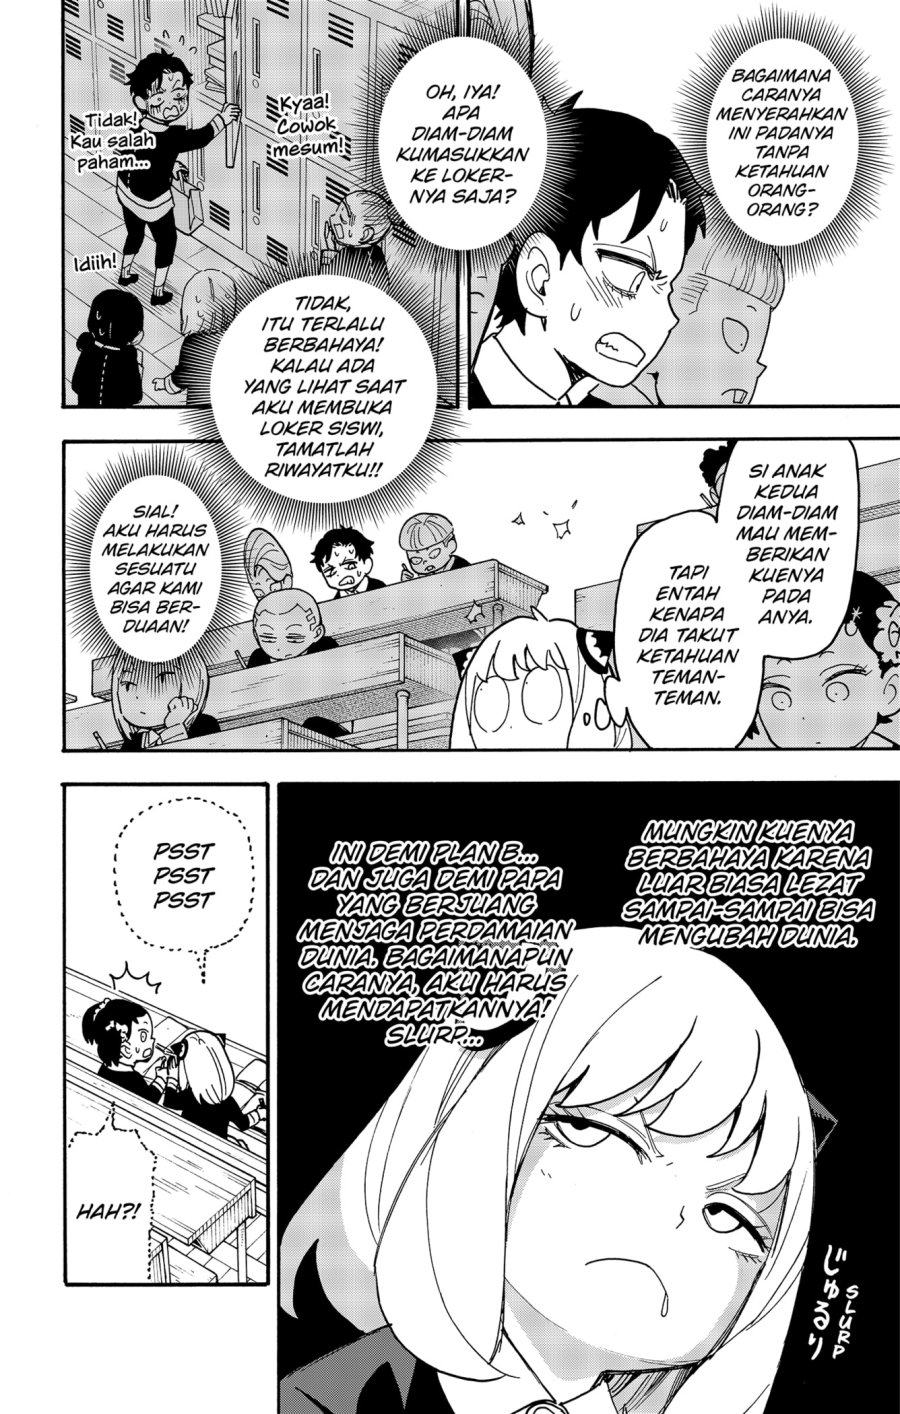 BAGAIMANA
CARANYA
MENYERAHKAN
INI PADANYA
TANPA
KETAHUAN
ORANG-
ORANG?
OH, IYA!
APA
DIAM-DIAM
KUMASUKKAN
KE LOKER-
NYA SAJA?
Kyaa!
Cowok
mesum!
Tidak!
Kau salah
paham...
Idiih!
TIDAK,
ITU TERLALU
BERBAHAYA!
KALAU ADA
YANG LIHAT SAAT
AKU MEMBUKA
LOKER SISWI,
TAMATLAH
RIWAYATKU!!
SI ANAK
KEDUA
DIAM-DIAM
MAU MEM-
BERIKAN
KUENYA
PADA
ANYA.
TAPI
ENTAH
KENAPA
DIA TAKUT
KETAHUAN
TEMAN-
TEMAN.
SIAL!
AKU HARUS
MELAKUKAN
SESUATU
AGAR KAMI
BISA BER-
DUAAN!
MUNGKIN KUENYA
BERBAHAYA KARENA
LUAR BIASA LEZAT
SAMPAI-SAMPAI BISA
MENGUBAH DUNIA.
INI DEMI PLAN B...
DAN JUGA DEMI PAPA
YANG BERJUANG
MENJAGA PERDAMAIAN
DUNIA. BAGAIMANAPUN
CARANYA, AKU HARUS
MENDAPATKANNYA!
SLURP...
じゅるり
SLURP
PSST
PSST
PSST
HAH?!